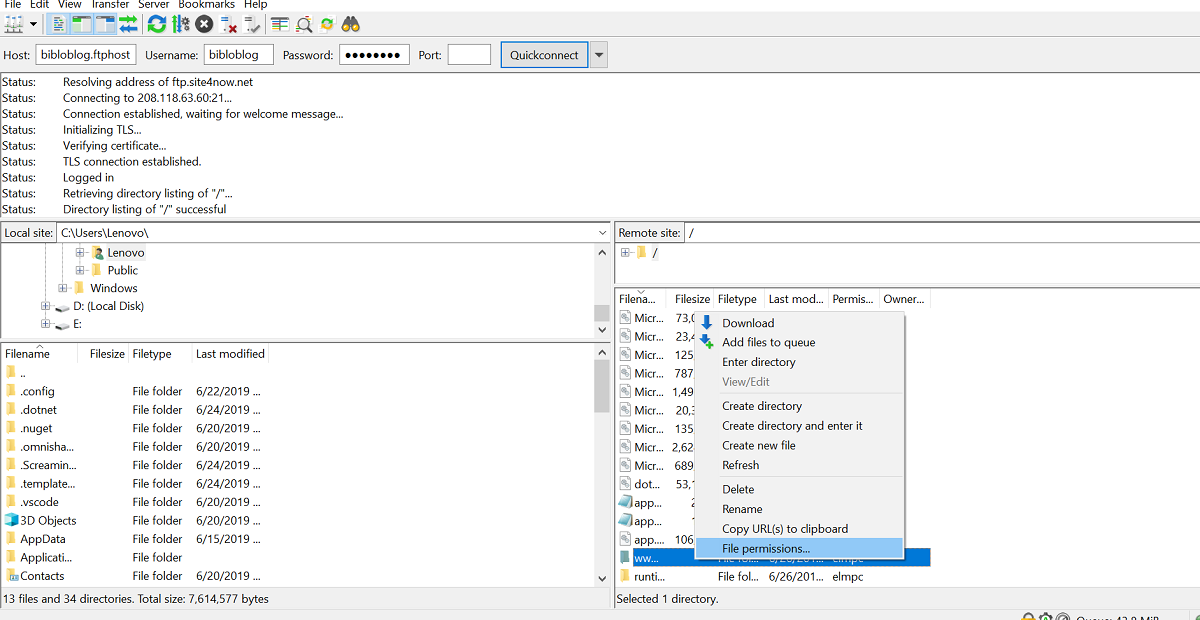 File Edit View Transfer Server Bookmarks Help
Host: bibloblog.ftphost Username: bibloblog Password: ●●●●●●●● Port: Quickconnect
Status: Resolving address of ftp.site4now.net
Status: Connecting to 208.118.63.60:21...
Status: Connection established, waiting for welcome message...
Status: Initializing TLS...
Status: Verifying certificate...
Status: TLS connection established.
Status: Logged in
Status: Retrieving directory listing of "/"...
Status: Directory listing of "/" successful
Local site: C:\Users\Lenovo\
Lenovo
Public
Windows
D: (Local Disk)
E:
Filename Filesize Filetype Last modified
..
.config File folder 6/22/2019 ...
.dotnet File folder 6/24/2019 ...
.nuget File folder 6/20/2019 ...
.omnisha... File folder 6/20/2019 ...
.Screamin... File folder 6/24/2019 ...
.template... File folder 6/24/2019 ...
.vscode File folder 6/20/2019 ...
3D Objects File folder 6/20/2019 ...
AppData File folder 6/15/2019 ...
Applicati... File folder
Contacts File folder 6/20/2019 ...
13 files and 34 directories. Total size: 7,614,577 bytes
Remote site: /
/
Filena... Filesize Filetype Last mod... Permis... Owner...
Micr... 73,0
Micr... 23,4
Micr... 125
Micr... 787
Micr... 1,49
Micr... 20,3
Micr... 135
Micr... 2,62
Micr... 689
dot... 53,1
app... 2
app...
app.... 106
ww... File fol... 6/26/201... elmpc
runti... File fol... 6/26/201... elmpc
Download
Add files to queue
Enter directory
View/Edit
Create directory
Create directory and enter it
Create new file
Refresh
Delete
Rename
Copy URL(s) to clipboard
File permissions...
Selected 1 directory.
Queue: 43.9 MiB